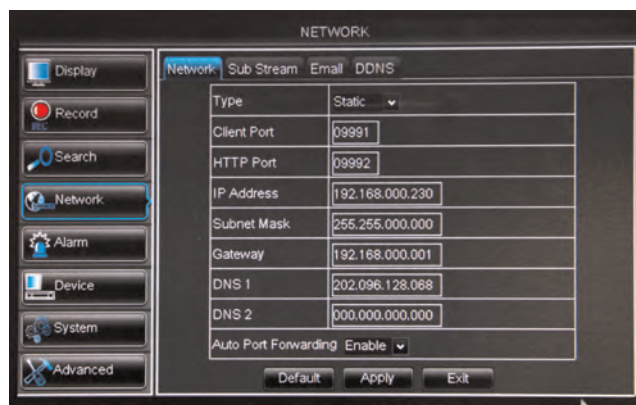 NETWORK
Display
Record
REC
Search
Network
Alarm
Device
System
Advanced
Network Sub Stream Email DDNS
Type Static
Client Port 09991
HTTP Port 09992
IP Address 192.168.000.230
Subnet Mask 255.255.000.000
Gateway 192.168.000.001
DNS 1 202.096.128.068
DNS 2 000.000.000.000
Auto Port Forwarding Enable
Default Apply Exit